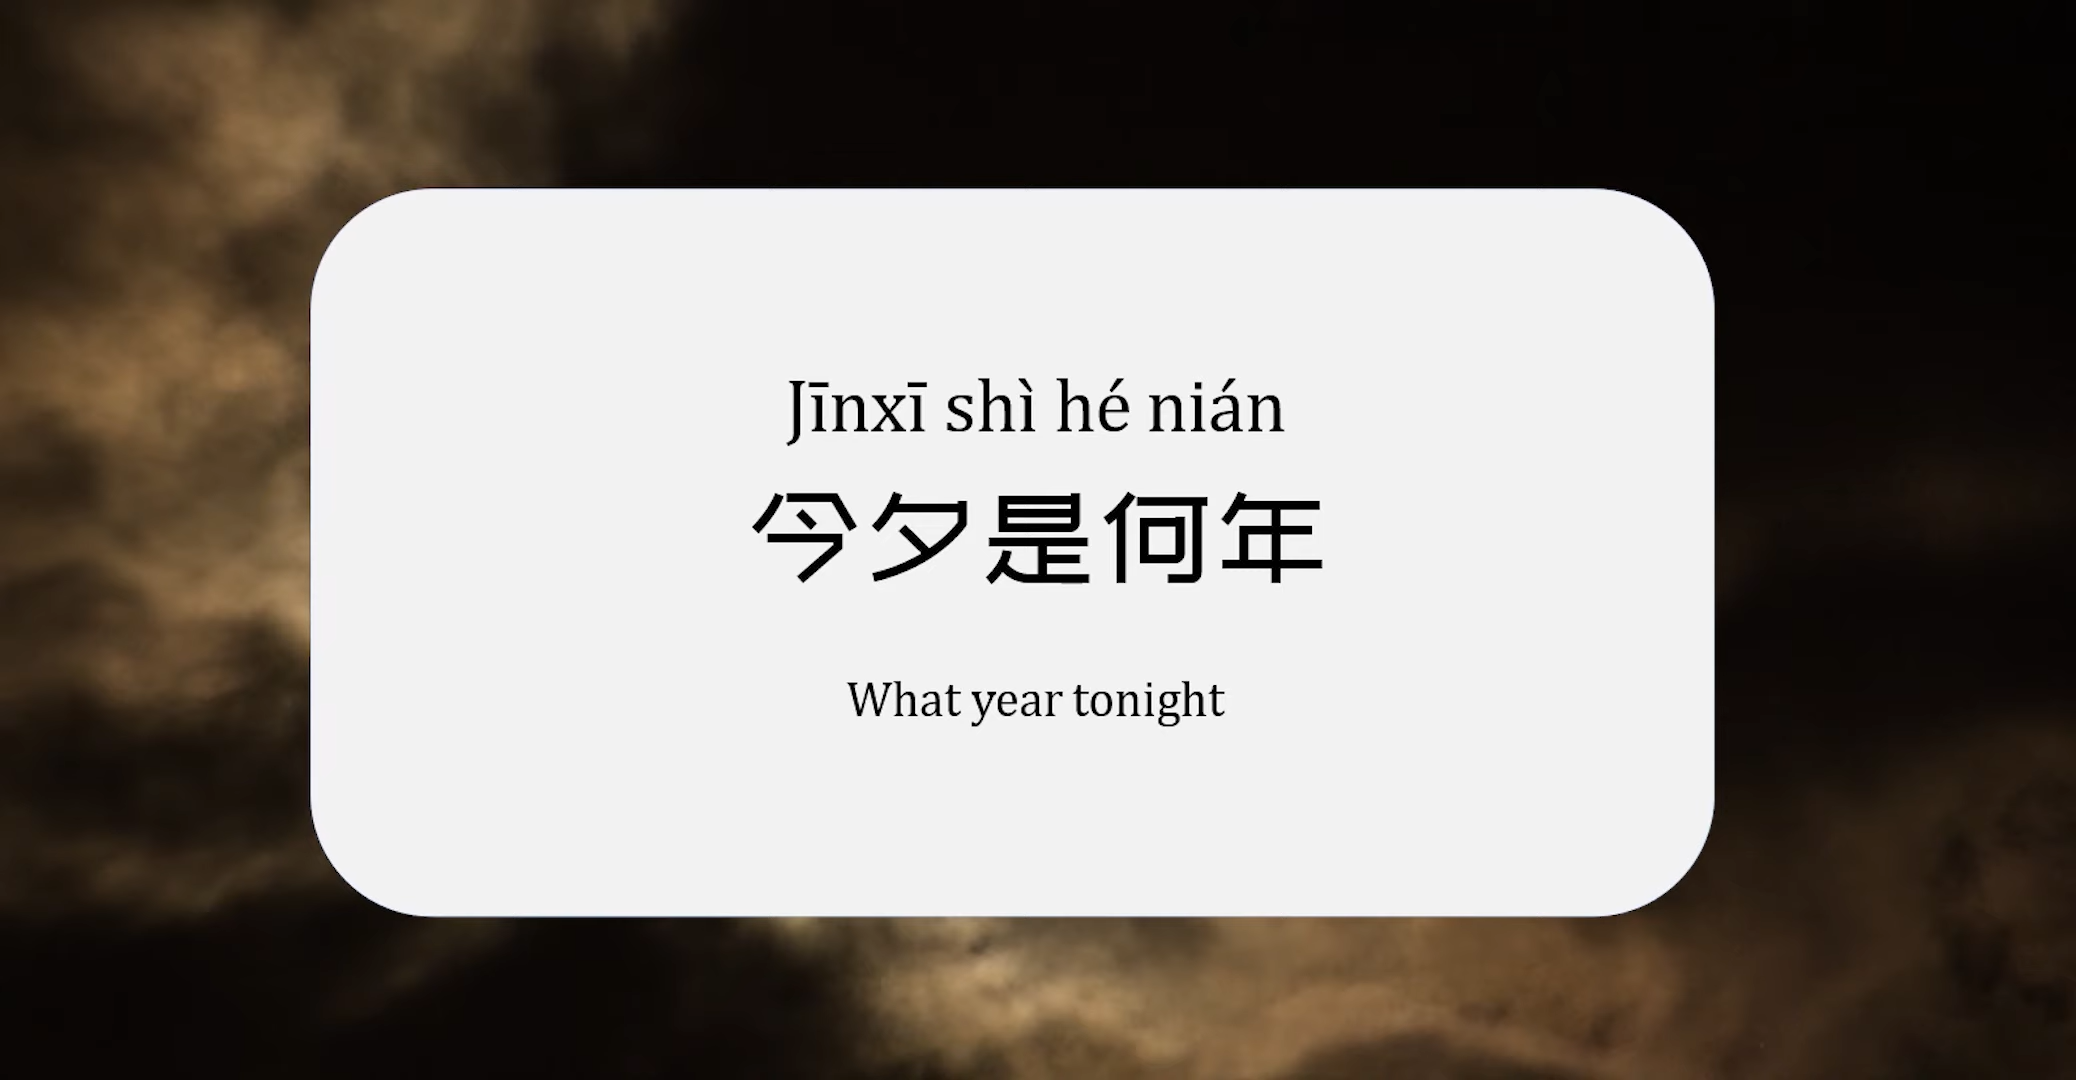 Jīnxī shì hé nián
今夕是何年
What year tonight